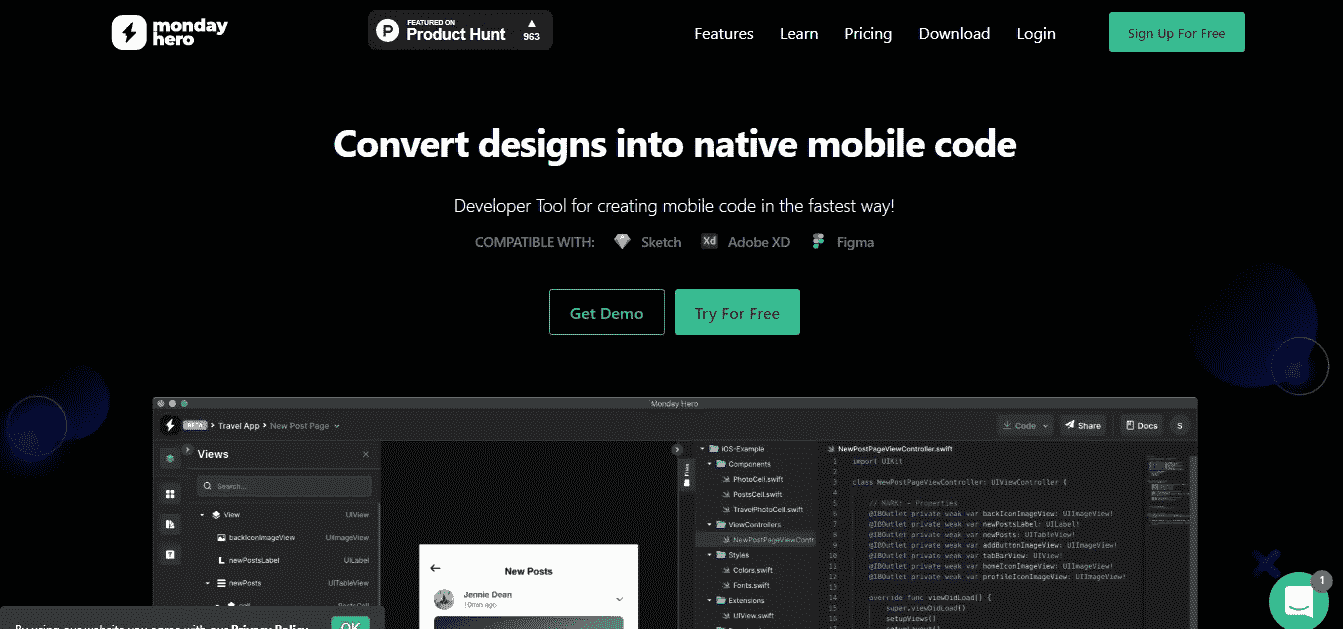 monday
hero
FEATURED ON
Product Hunt
963
Features Learn Pricing Download Login
Sign Up For Free
Convert designs into native mobile code
Developer Tool for creating mobile code in the fastest way!
COMPATIBLE WITH: Sketch Xd Adobe XD Figma
Get Demo Try For Free
Monday Hero
BETA > Travel App > New Post Page
Code Share Docs S
Views
Search...
View UIView
backIconImageView UIImageView
newPostsLabel UILabel
newPosts UITableView
New Posts
Jennie Dean
10min ago
Files
iOS-Example
Components
PhotoCell.swift
PostsCell.swift
TravelPhotoCell.swift
ViewControllers
NewPostPageViewContr
Styles
Colors.swift
Fonts.swift
Extensions
UIView.swift
NewPostPageViewController.swift
1 import UIKit
2
3 class NewPostPageViewController: UIViewController {
4
5 // MARK: - Properties
6 @IBOutlet private weak var backIconImageView: UIImageView!
7 @IBOutlet private weak var newPostsLabel: UILabel!
8 @IBOutlet private weak var newPosts: UITableView!
9 @IBOutlet private weak var addButtonImageView: UIImageView!
10 @IBOutlet private weak var tabBarView: UIView!
11 @IBOutlet private weak var homeIconImageView: UIImageView!
12 @IBOutlet private weak var profileIconImageView: UIImageView!
13
14 override func viewDidLoad() {
15 super.viewDidLoad()
16 setupViews()
17
By using our website you agree with our Privacy Policy
OK
1